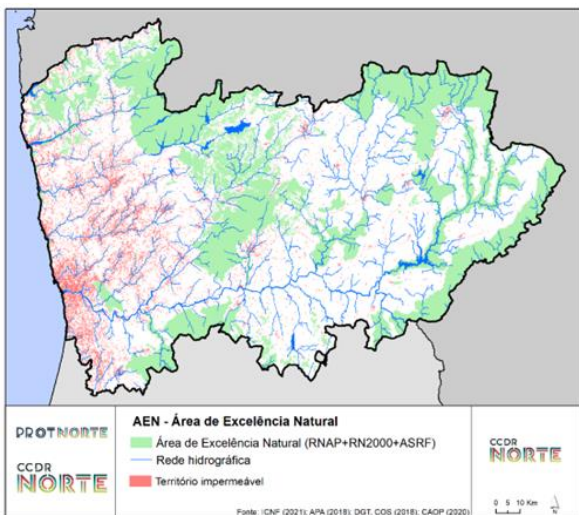 PROTNORTE
CCDR
NORTE
AEN - Área de Excelência Natural
Área de Excelência Natural (RNAP+RN2000+ASRF)
Rede hidrográfica
Território impermeável
CCDR
NORTE
0 5 10 Km
N
Fonte: ICNF (2021); APA (2018); DGT, COS (2018); CAOP (2020)